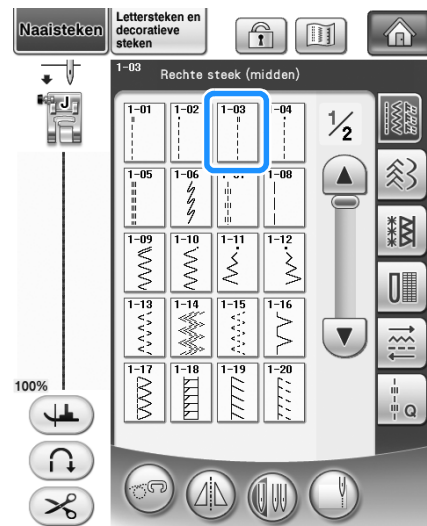 Naaisteken
Lettersteken en
decoratieve
steken
1-03
Rechte steek (midden)
J
1-01 1-02 1-03 -04
1/2
1-05 1-06 1-08
1-09 1-10 1-11 1-12
1-13 1-14 1-15 1-16
1-17 1-18 1-19 1-20
100%
Q